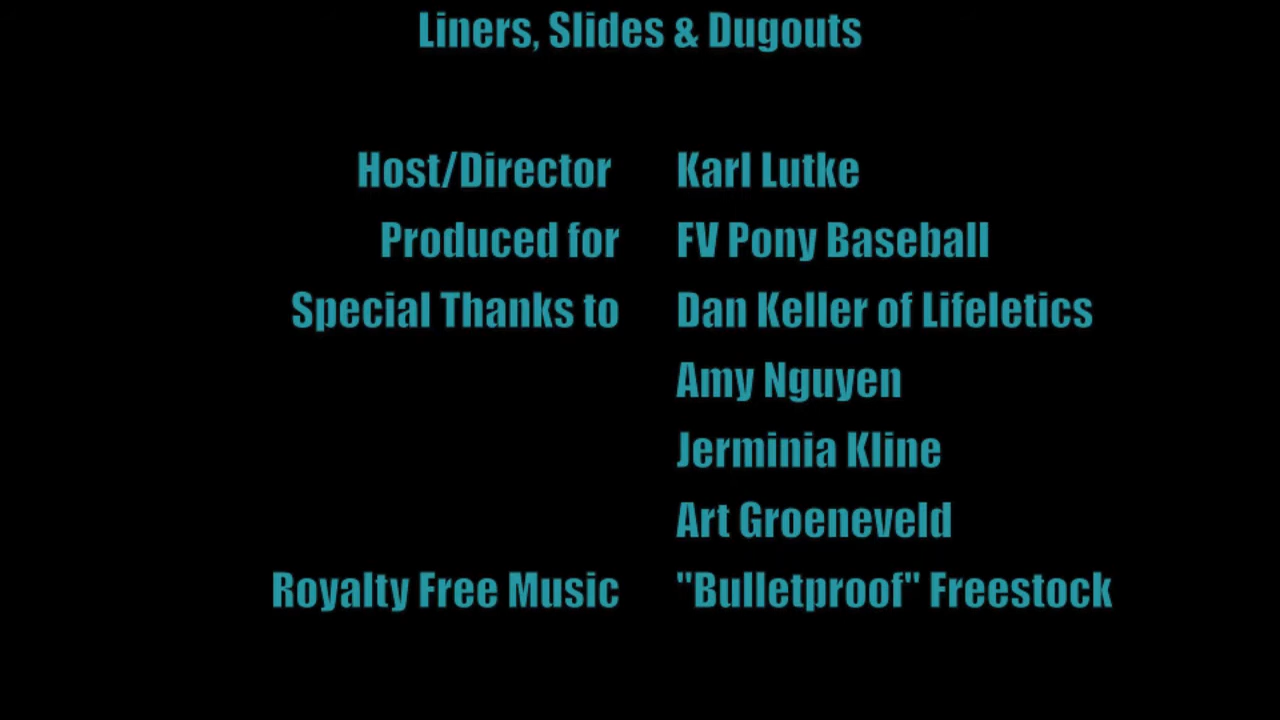 Liners, Slides & Dugouts
Host/Director Karl Lutke
Produced for FV Pony Baseball
Special Thanks to Dan Keller of Lifeletics
Amy Nguyen
Jerminia Kline
Art Groeneveld
Royalty Free Music "Bulletproof" Freestock